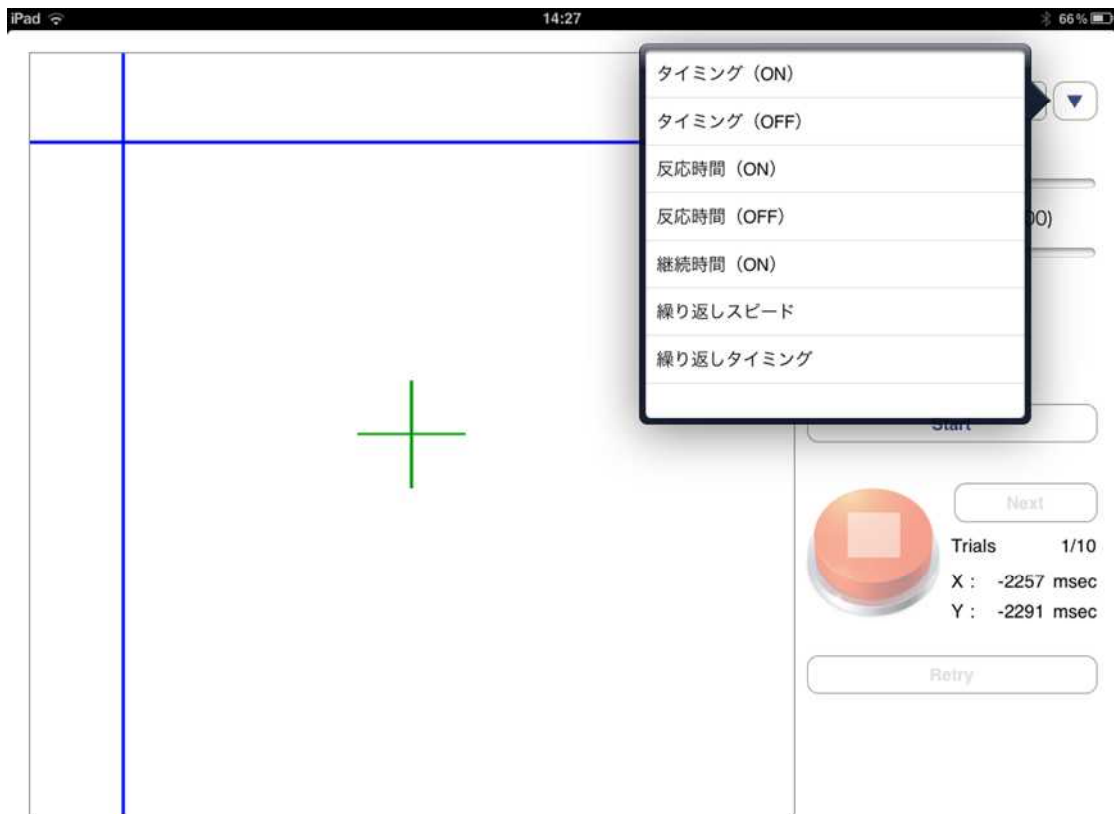 iPad
14:27
66%
タイミング（ON）
タイミング（OFF）
反応時間（ON）
反応時間（OFF）
継続時間（ON）
繰り返しスピード
繰り返しタイミング
Start
Next
Trials 1/10
X : -2257 msec
Y : -2291 msec
Retry